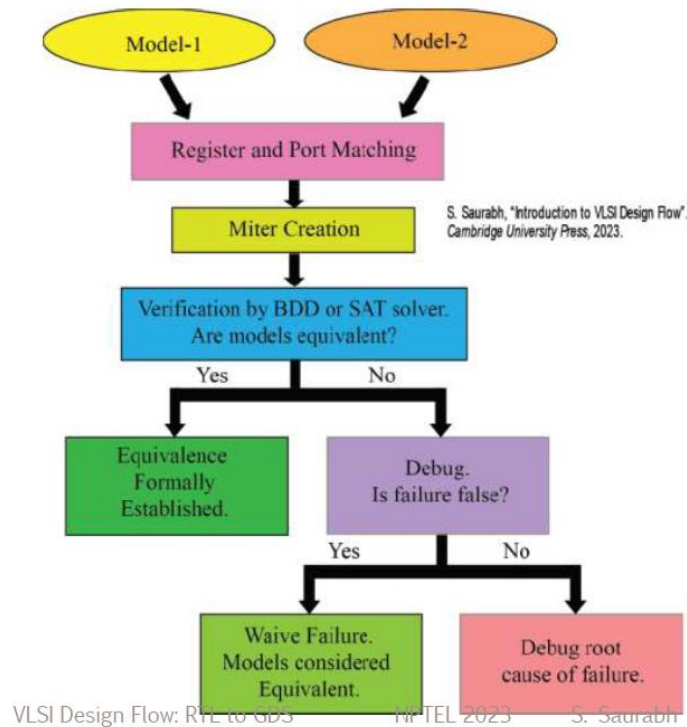 Model-1
Model-2
Register and Port Matching
Miter Creation
S. Saurabh, "Introduction to VLSI Design Flow".
Cambridge University Press, 2023.
Verification by BDD or SAT solver.
Are models equivalent?
Yes
No
Equivalence
Formally
Established.
Debug.
Is failure false?
Yes
No
Waive Failure.
Models considered
Equivalent.
Debug root
cause of failure.
VLSI Design Flow: RTL to GDS
NPTEL 2023
S. Saurabh